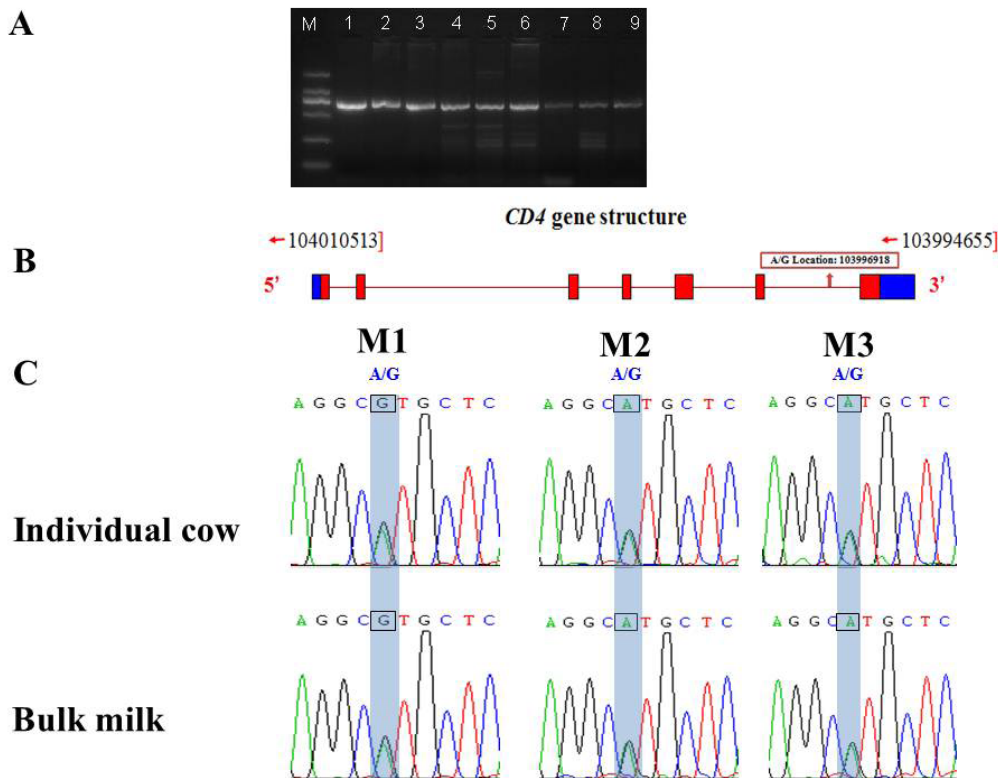 A
M 1 2 3 4 5 6 7 8 9
CD4 gene structure
104010513]
103994655]
B
A/G Location: 103996918
5’
3’
M1
M2
M3
C
A/G
A/G
A/G
A G G C G T G C T C
A G G C A T G C T C
A G G C A T G C T C
Individual cow
A G G C G T G C T C
A G G C A T G C T C
A G G C A T G C T C
Bulk milk